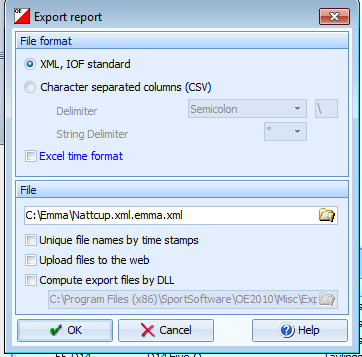 OE Export report
File format
XML, IOF standard
Character separated columns (CSV)
Delimiter Semicolon \
String Delimiter "
Excel time format
File
C:\Emma\Nattcup.xml.emma.xml
Unique file names by time stamps
Upload files to the web
Compute export files by DLL
C:\Program Files (x86)\SportSoftware\OE2010\Misc\Exp
OK Cancel Help